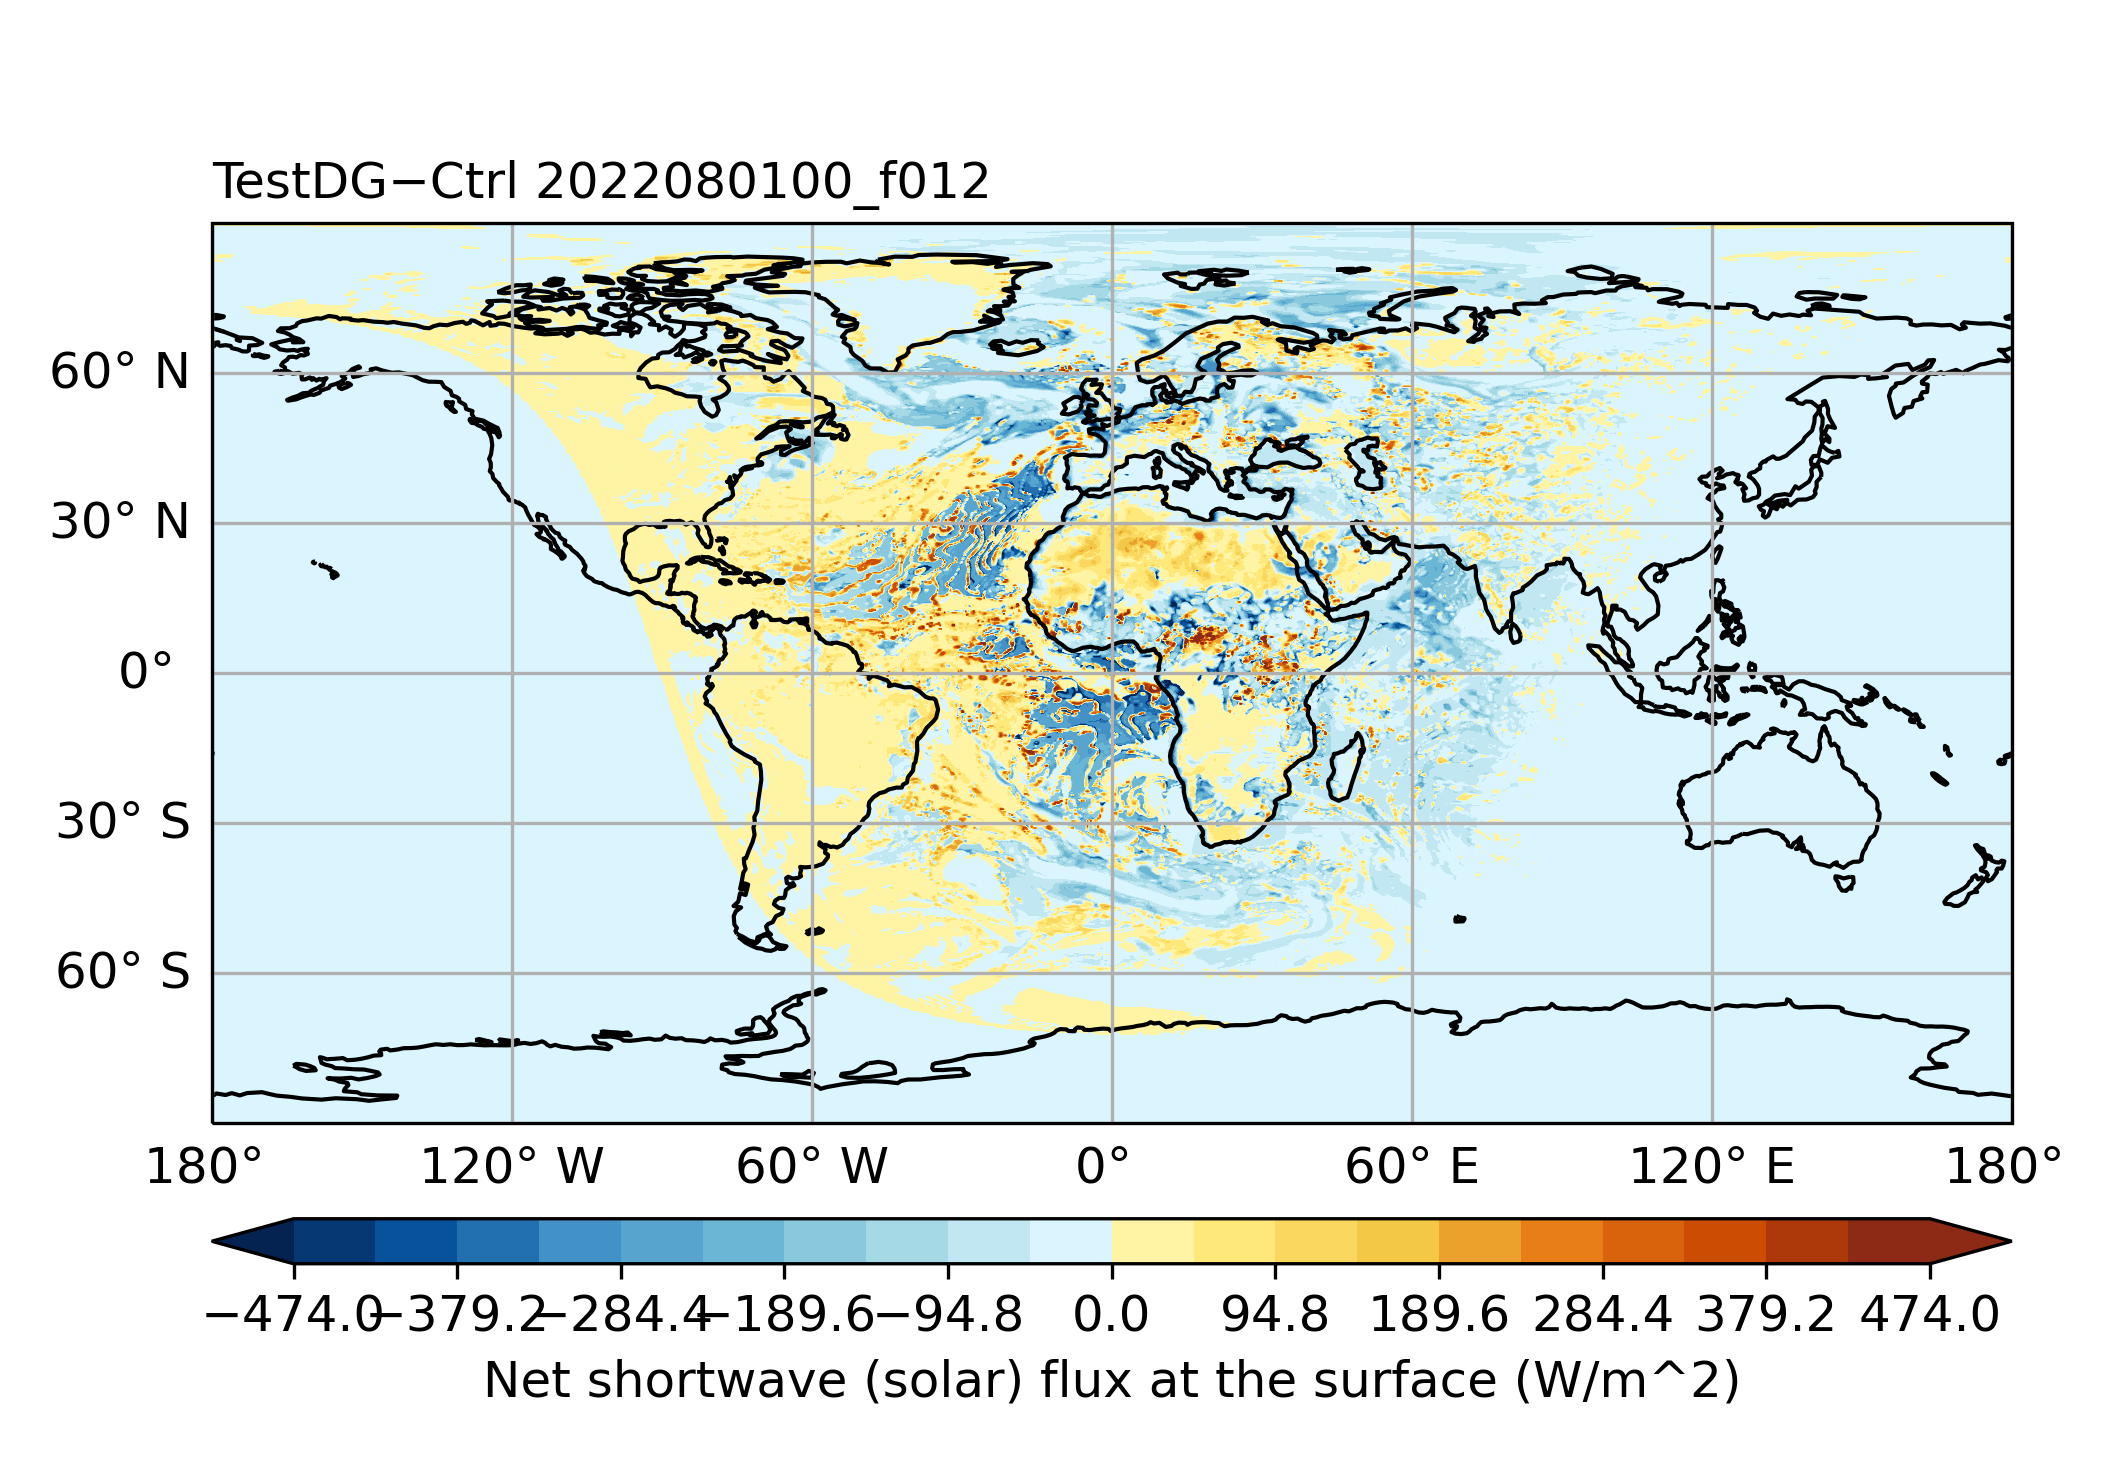 TestDG−Ctrl 2022080100_f012
60° N
30° N
0°
30° S
60° S
180° 120° W 60° W 0° 60° E 120° E 180°
−474.0 −379.2 −284.4 −189.6 −94.8 0.0 94.8 189.6 284.4 379.2 474.0
Net shortwave (solar) flux at the surface (W/m^2)